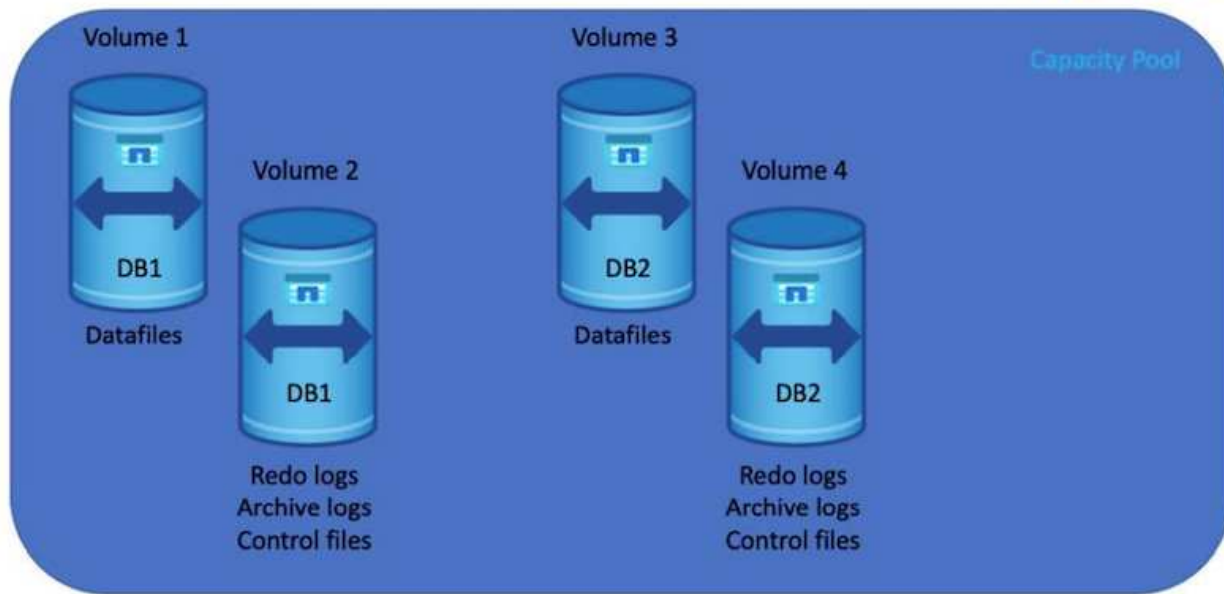 Volume 1
Volume 3
Capacity Pool
Volume 2
Volume 4
DB1
DB2
Datafiles
Datafiles
DB1
DB2
Redo logs
Archive logs
Control files
Redo logs
Archive logs
Control files